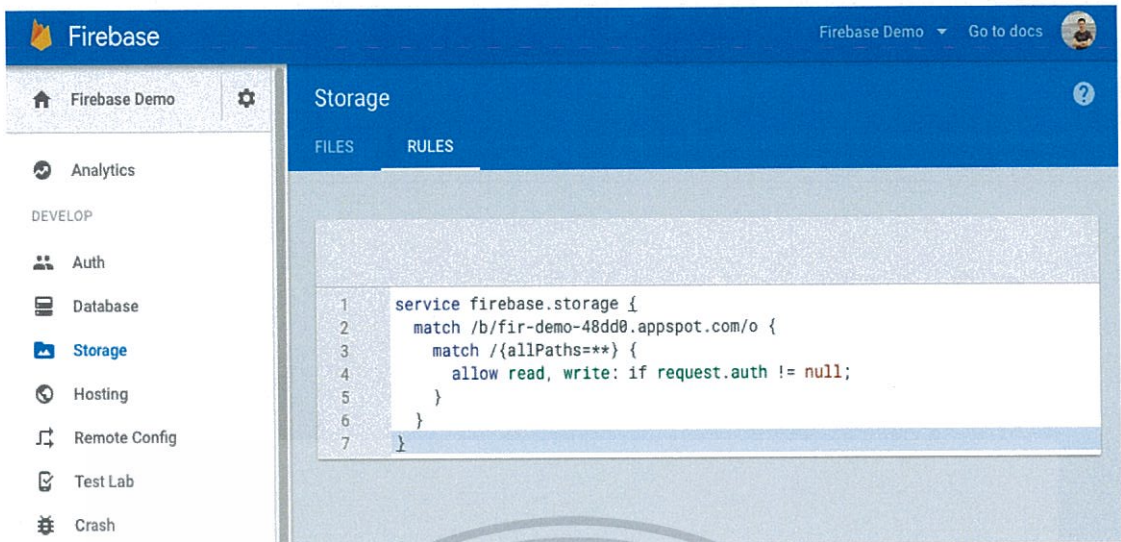 Firebase
Firebase Demo
Go to docs
Firebase Demo
Storage
FILES
RULES
Analytics
DEVELOP
Auth
Database
Storage
Hosting
Remote Config
Test Lab
Crash
1 service firebase.storage {
2 match /b/fir-demo-48dd0.appspot.com/o {
3 match /{allPaths=**} {
4 allow read, write: if request.auth != null;
5 }
6 }
7 }